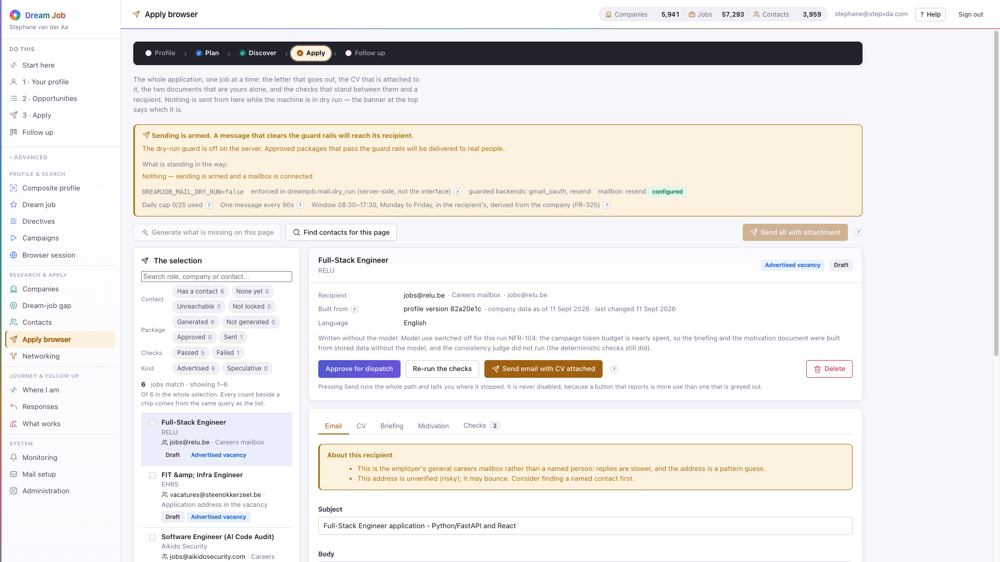 Dream Job
Stephane van der Aa
DO THIS
Start here
1 · Your profile
2 · Opportunities
3 · Apply
Follow up
ADVANCED
PROFILE & SEARCH
Composite profile
Dream job
Directives
Campaigns
Browser session
RESEARCH & APPLY
Companies
Dream-job gap
Contacts
Apply browser
Networking
JOURNEY & FOLLOW UP
Where I am
Responses
What works
SYSTEM
Monitoring
Mail setup
Administration
Apply browser
Companies 5,941 Jobs 57,293 Contacts 3,959
stephane@stepvda.com
? Help
Sign out
Profile › Plan › Discover › Apply › Follow up
The whole application, one job at a time: the letter that goes out, the CV that is attached to
it, the two documents that are yours alone, and the checks that stand between them and a
recipient. Nothing is sent from here while the machine is in dry run — the banner at the top
says which it is.
Sending is armed. A message that clears the guard rails will reach its recipient.
The dry-run guard is off on the server. Approved packages that pass the guard rails will be delivered to real people.
What is standing in the way:
Nothing — sending is armed and a mailbox is connected.
DREAMJOB_MAIL_DRY_RUN=false enforced in dreamjob.mail.dry_run (server-side, not the interface) ? guarded backends: gmail_oauth, resend mailbox: resend configured
Daily cap 0/25 used ? One message every 90s ? Window 08:30–17:30, Monday to Friday, in the recipient's, derived from the company (FR-325) ?
Generate what is missing on this page
Find contacts for this page
Send all with attachment ?
The selection
Search role, company or contact…
Contact
Has a contact 6 None yet 0
Unreachable 0 Not looked 0
Package
Generated 6 Not generated 0
Approved 0 Sent 1
Checks Passed 5 Failed 1
Kind Advertised 6 Speculative 0
6 jobs match · showing 1–6
Of 6 in the whole selection. Every count beside a
chip comes from the same query as the list.
Full-Stack Engineer
RELU
jobs@relu.be · Careers mailbox
Draft Advertised vacancy
FIT &amp; Infra Engineer
EHRS
vacatures@steenokkerzeel.be ·
Application address in the vacancy
Draft Advertised vacancy
Software Engineer (AI Code Audit)
Aikido Security
jobs@aikidosecurity.com · Careers
Full-Stack Engineer
RELU
Advertised vacancy Draft
Recipient jobs@relu.be · Careers mailbox · jobs@relu.be
Built from ? profile version 82a20e1c · company data as of 11 Sept 2026 · last changed 11 Sept 2026
Language English
Written without the model: Model use switched off for this run NFR-104: the campaign token budget is nearly spent, so the briefing and the motivation document were built
from stored data without the model, and the consistency judge did not run (the deterministic checks still did).
Approve for dispatch
Re-run the checks
Send email with CV attached ?
Delete
Pressing Send runs the whole path and tells you where it stopped. It is never disabled, because a button that reports is more use than one that is greyed out.
Email CV Briefing Motivation Checks 2
About this recipient
• This is the employer's general careers mailbox rather than a named person: replies are slower, and the address is a pattern guess.
• This address is unverified (risky); it may bounce. Consider finding a named contact first.
Subject
Full-Stack Engineer application - Python/FastAPI and React
Body